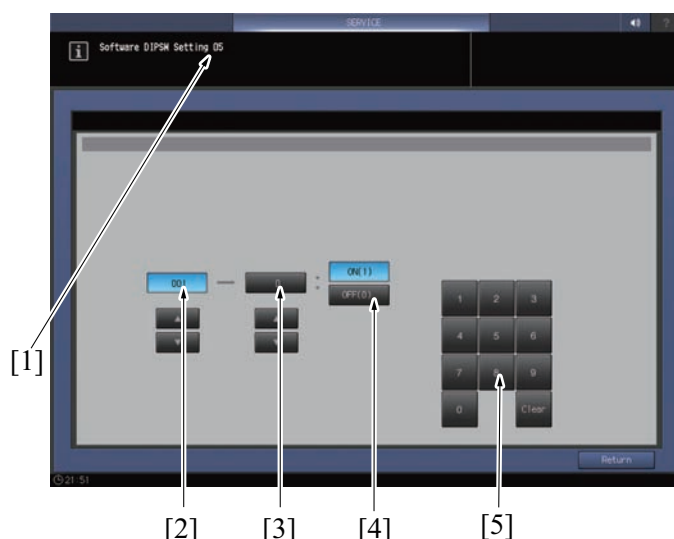 SERVICE
?
i Software DIPSW Setting 05
001 — 0 : ON(1)
OFF(0)
▲ ▲
▼ ▼
1 2 3
4 5 6
7 8 9
0 Clear
Return
21:51
[1]
[2] [3] [4] [5]